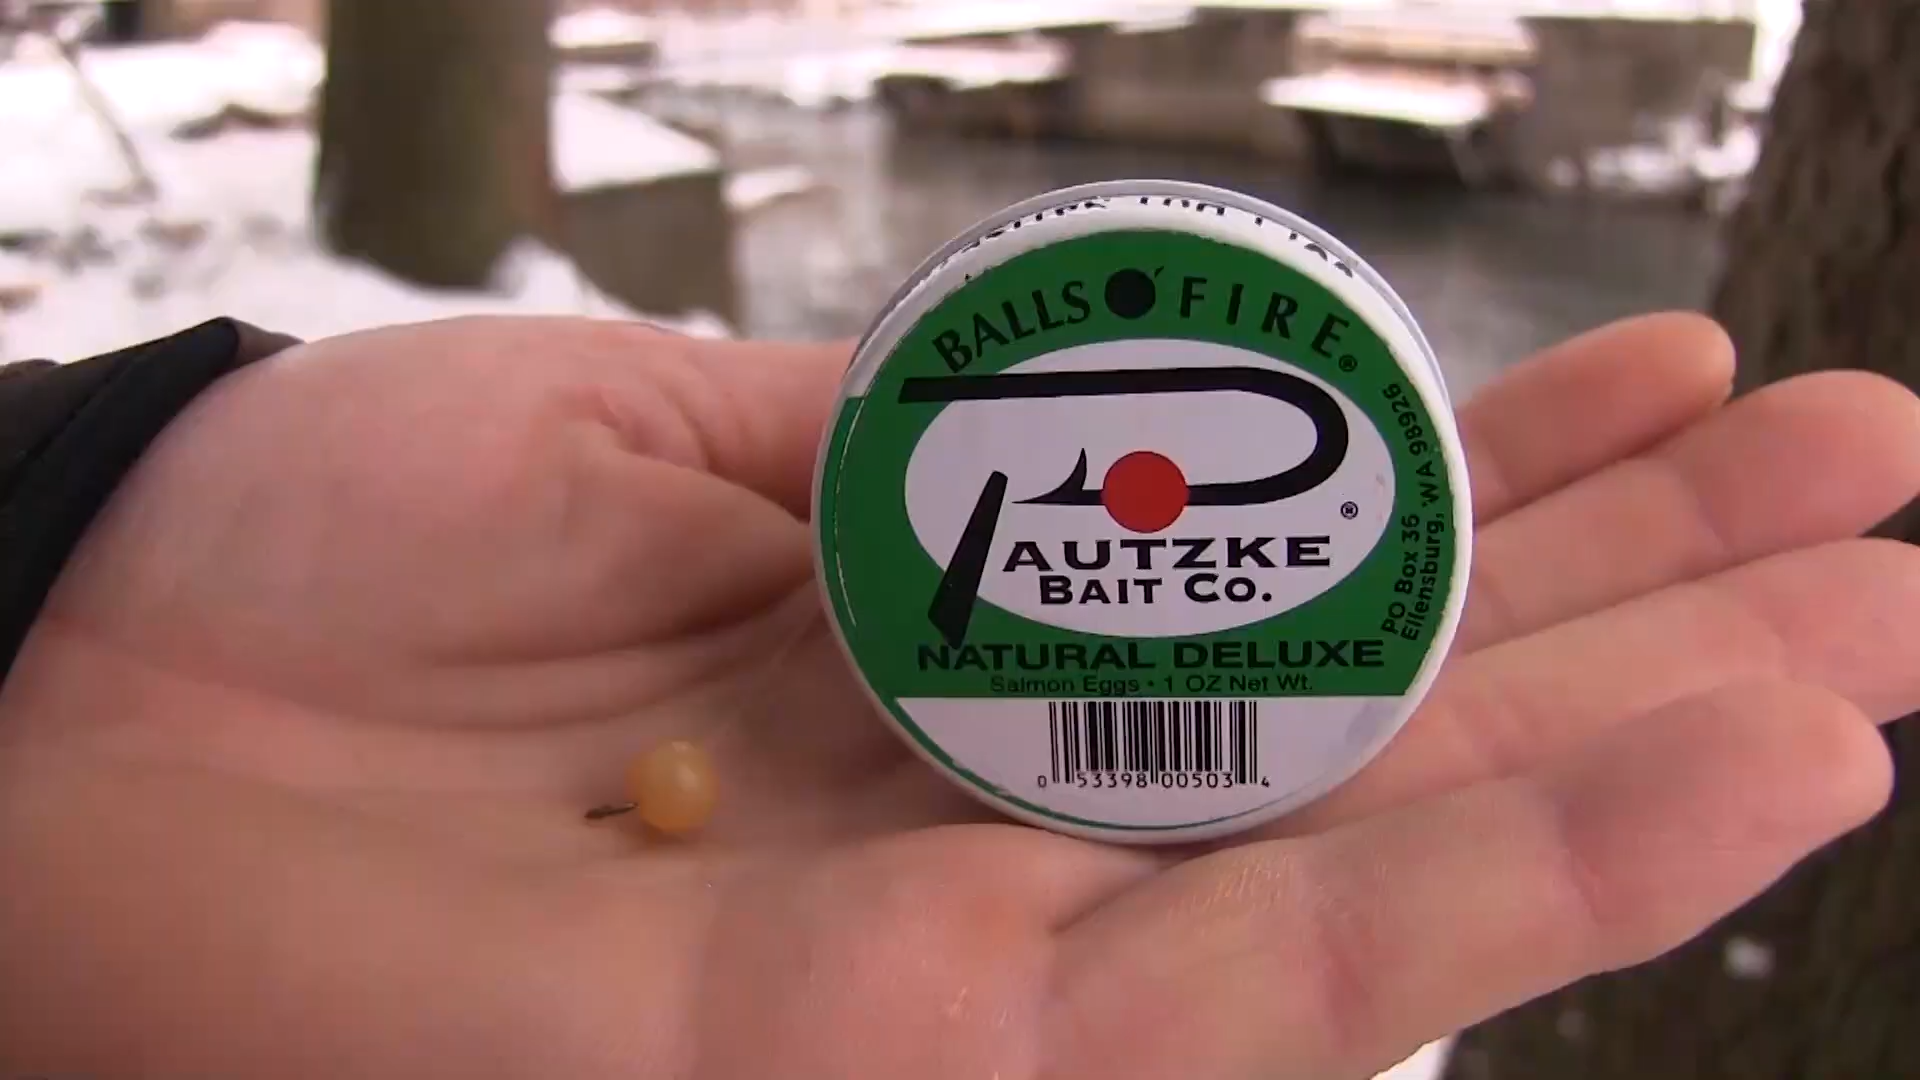 BALLS O' FIRE®
PAUTZKE ®
BAIT CO.
NATURAL DELUXE
Salmon Eggs • 1 OZ Net Wt.
PO Box 36
Ellensburg, WA 98926
0 53398 00503 4